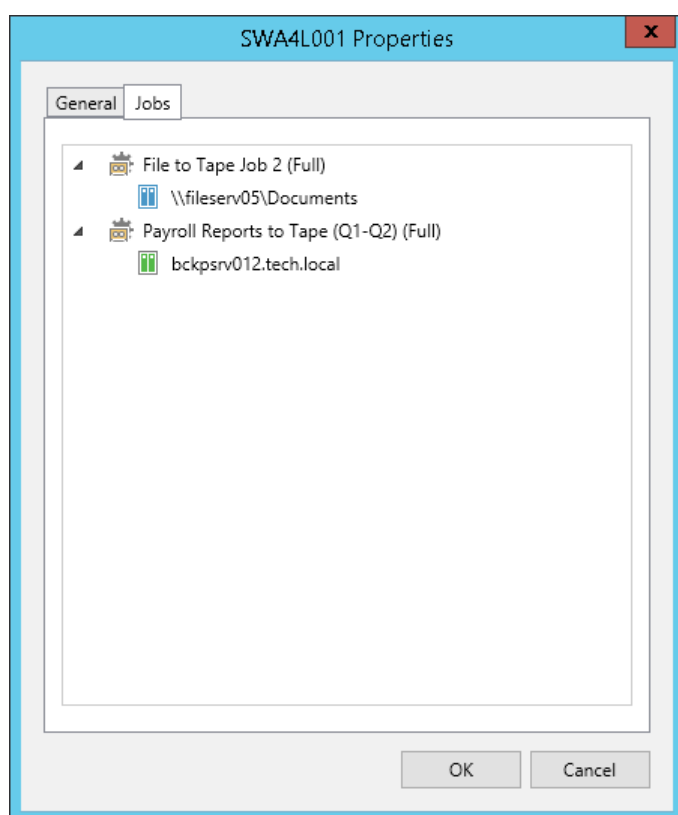 SWA4L001 Properties
x
General Jobs
File to Tape Job 2 (Full)
\\fileserv05\Documents
Payroll Reports to Tape (Q1-Q2) (Full)
bckpsrv012.tech.local
OK Cancel